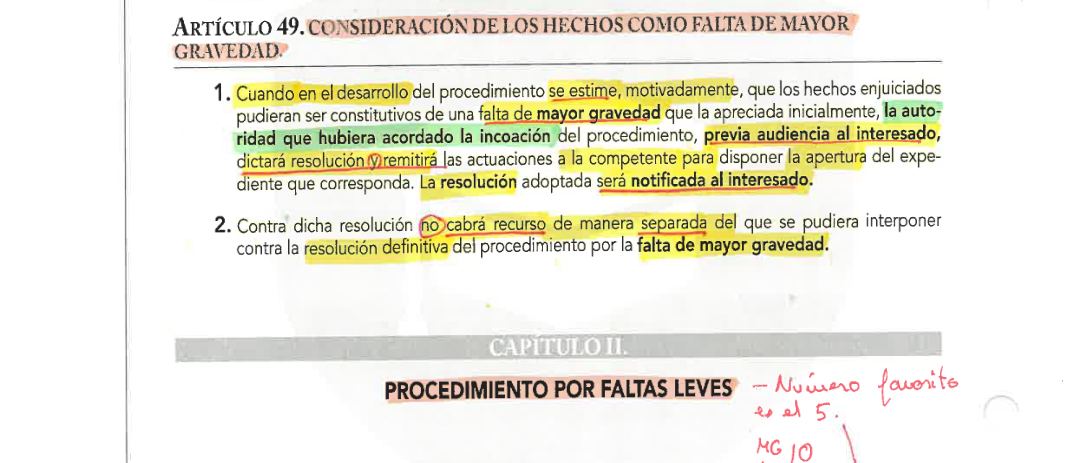 ARTÍCULO 49. CONSIDERACIÓN DE LOS HECHOS COMO FALTA DE MAYOR
GRAVEDAD.
1. Cuando en el desarrollo del procedimiento se estime, motivadamente, que los hechos enjuiciados
pudieran ser constitutivos de una falta de mayor gravedad que la apreciada inicialmente, la auto-
ridad que hubiera acordado la incoación del procedimiento, previa audiencia al interesado,
dictará resolución y remitirá las actuaciones a la competente para disponer la apertura del expe-
diente que corresponda. La resolución adoptada será notificada al interesado.
2. Contra dicha resolución no cabrá recurso de manera separada del que se pudiera interponer
contra la resolución definitiva del procedimiento por la falta de mayor gravedad.
CAPÍTULO II.
PROCEDIMIENTO POR FALTAS LEVES
- Número favorito
es el 5.
MG 10